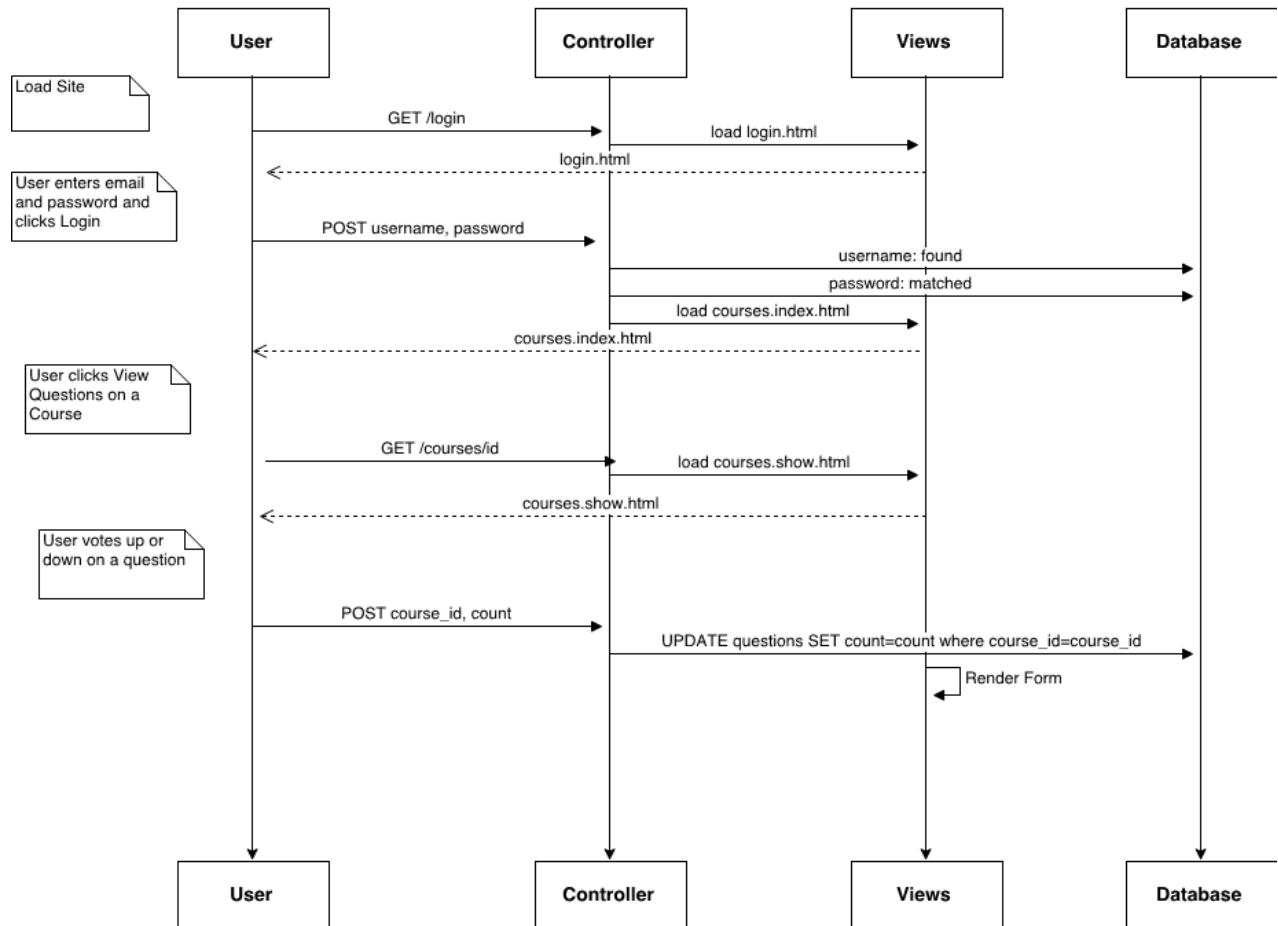 User
Controller
Views
Database
Load Site
GET /login
load login.html
login.html
User enters email
and password and
clicks Login
POST username, password
username: found
password: matched
load courses.index.html
courses.index.html
User clicks View
Questions on a
Course
GET /courses/id
load courses.show.html
courses.show.html
User votes up or
down on a question
POST course_id, count
UPDATE questions SET count=count where course_id=course_id
Render Form
User
Controller
Views
Database